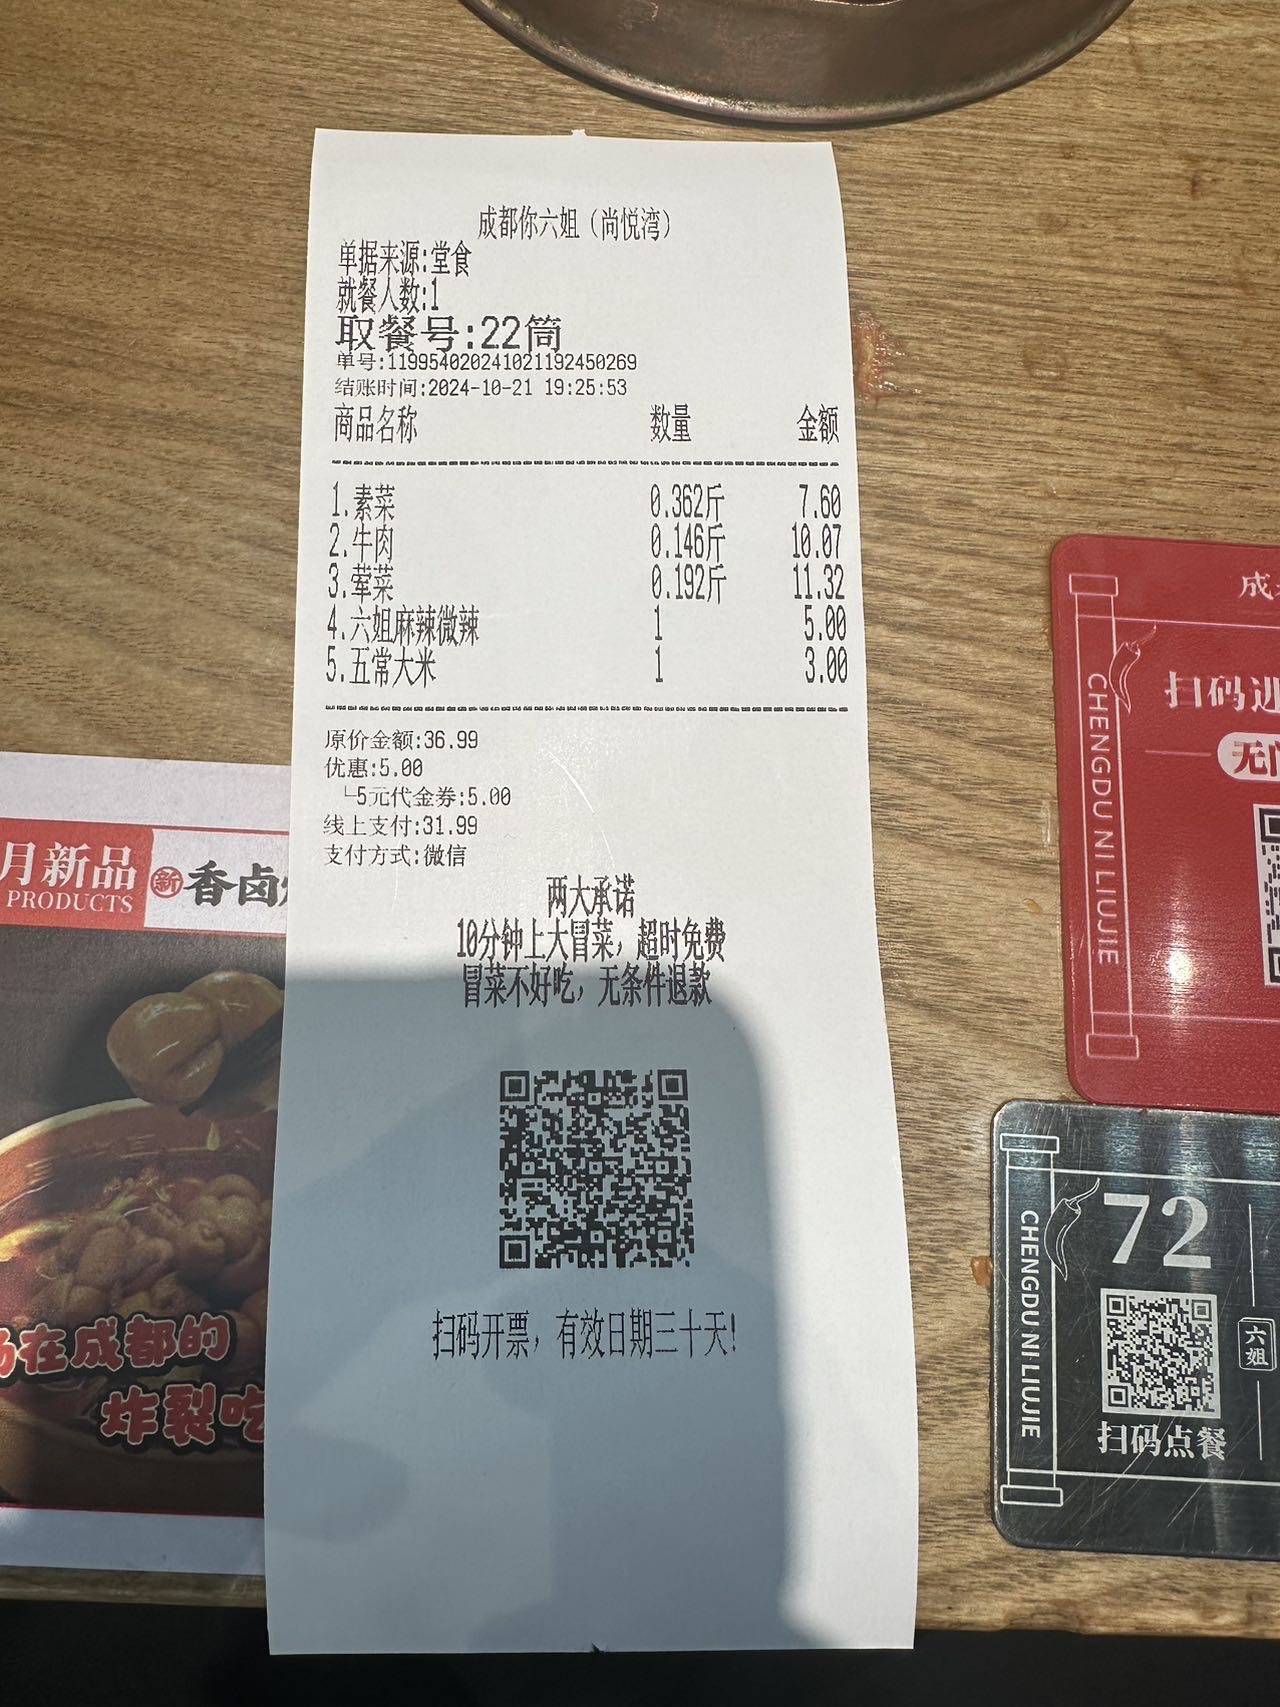 成都你六姐（尚悦湾）
单据来源:堂食
就餐人数:1
取餐号:22筒
单号:119954020241021192450269
结账时间:2024-10-21 19:25:53
商品名称 数量 金额
1.素菜 0.362斤 7.60
2.牛肉 0.146斤 10.07
3.荤菜 0.192斤 11.32
4.六姐麻辣微辣 1 5.00
5.五常大米 1 3.00
原价金额:36.99
优惠:5.00
└5元代金券:5.00
线上支付:31.99
支付方式:微信
两大承诺
10分钟上大冒菜，超时免费
冒菜不好吃，无条件退款
扫码开票，有效日期三十天!
月新品
PRODUCTS
新 香卤
在成都的
炸裂吃
成
扫码进
无门
CHENGDU NI LIUJIE
72
CHENGDU NI LIUJIE
六姐
扫码点餐